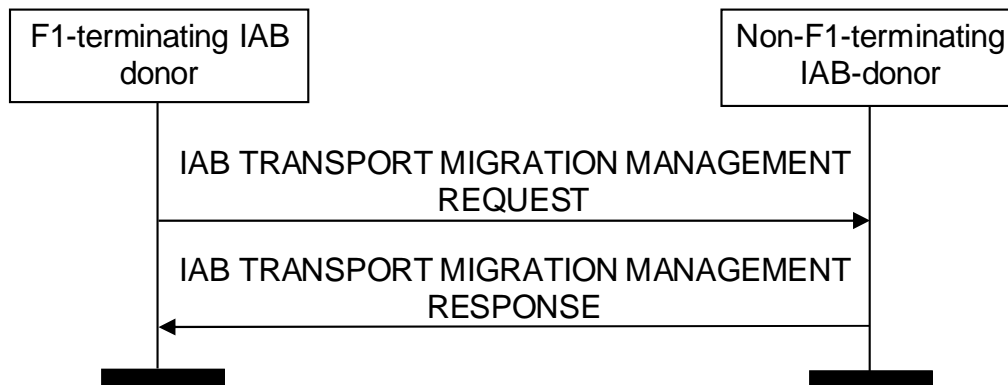 F1-terminating IAB
donor
Non-F1-terminating
IAB-donor
IAB TRANSPORT MIGRATION MANAGEMENT
REQUEST
IAB TRANSPORT MIGRATION MANAGEMENT
RESPONSE